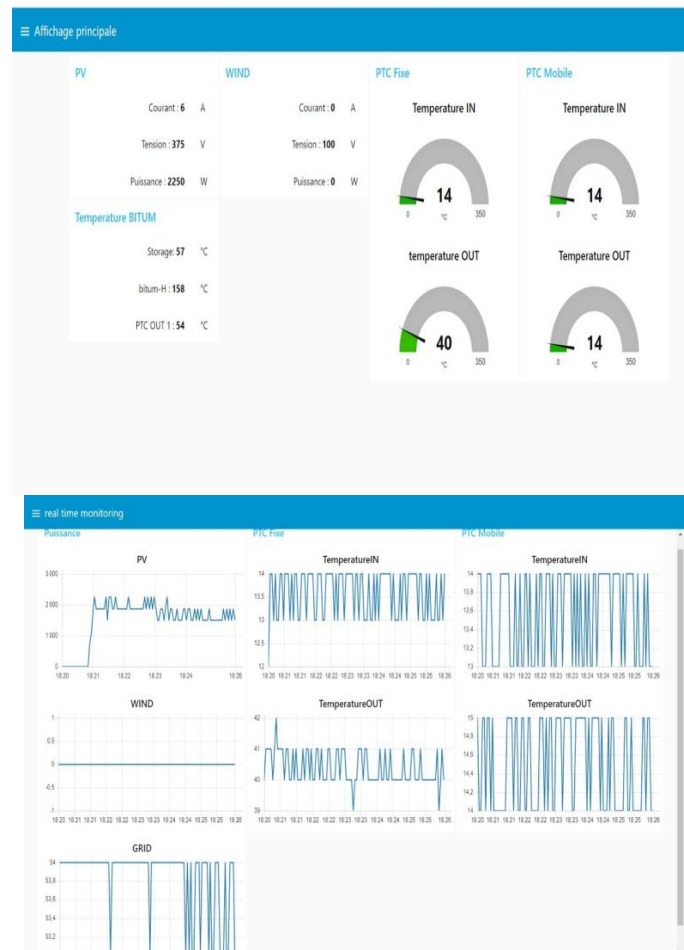 ≡ Affichage principale
PV
Courant : 6 A
Tension : 375 V
Puissance : 2250 W
WIND
Courant : 0 A
Tension : 100 V
Puissance : 0 W
PTC Fixe
Temperature IN
14
0 °C 350
temperature OUT
40
0 °C 350
PTC Mobile
Temperature IN
14
0 °C 350
Temperature OUT
14
0 °C 350
Temperature BITUM
Storage: 57 °C
bitum-H : 158 °C
PTC OUT 1 : 54 °C
≡ real time monitoring
Puissance
PTC Fixe
PTC Mobile
PV
3 000
2 000
1 000
0
18:20 18:21 18:22 18:23 18:24 18:26
TemperatureIN
14
13.5
13
12.5
12
18:20 18:21 18:21 18:22 18:22 18:23 18:23 18:24 18:24 18:25 18:26
TemperatureIN
14
13.8
13.6
13.4
13.2
13
18:20 18:21 18:21 18:22 18:22 18:23 18:23 18:24 18:24 18:25 18:26
WIND
1
0.5
0
-0.5
-1
18:20 18:21 18:21 18:22 18:22 18:23 18:23 18:24 18:24 18:25 18:26
TemperatureOUT
42
41
40
39
18:20 18:21 18:21 18:22 18:22 18:23 18:23 18:24 18:24 18:25 18:26
TemperatureOUT
15
14.8
14.6
14.4
14.2
14
18:20 18:21 18:21 18:22 18:22 18:23 18:23 18:24 18:24 18:25 18:26
GRID
54
53,8
53,6
53,4
53,2